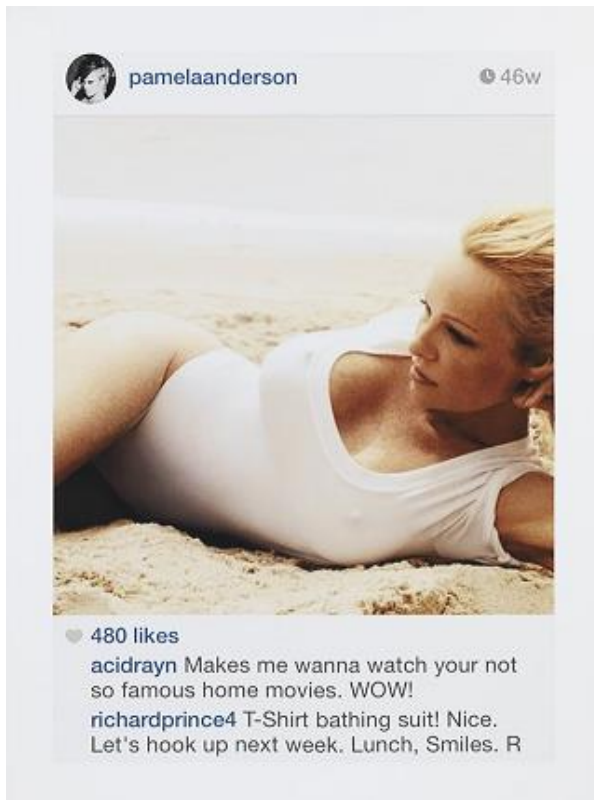 pamelaanderson 46w
480 likes
acidrayn Makes me wanna watch your not
so famous home movies. WOW!
richardprince4 T-Shirt bathing suit! Nice.
Let's hook up next week. Lunch, Smiles. R